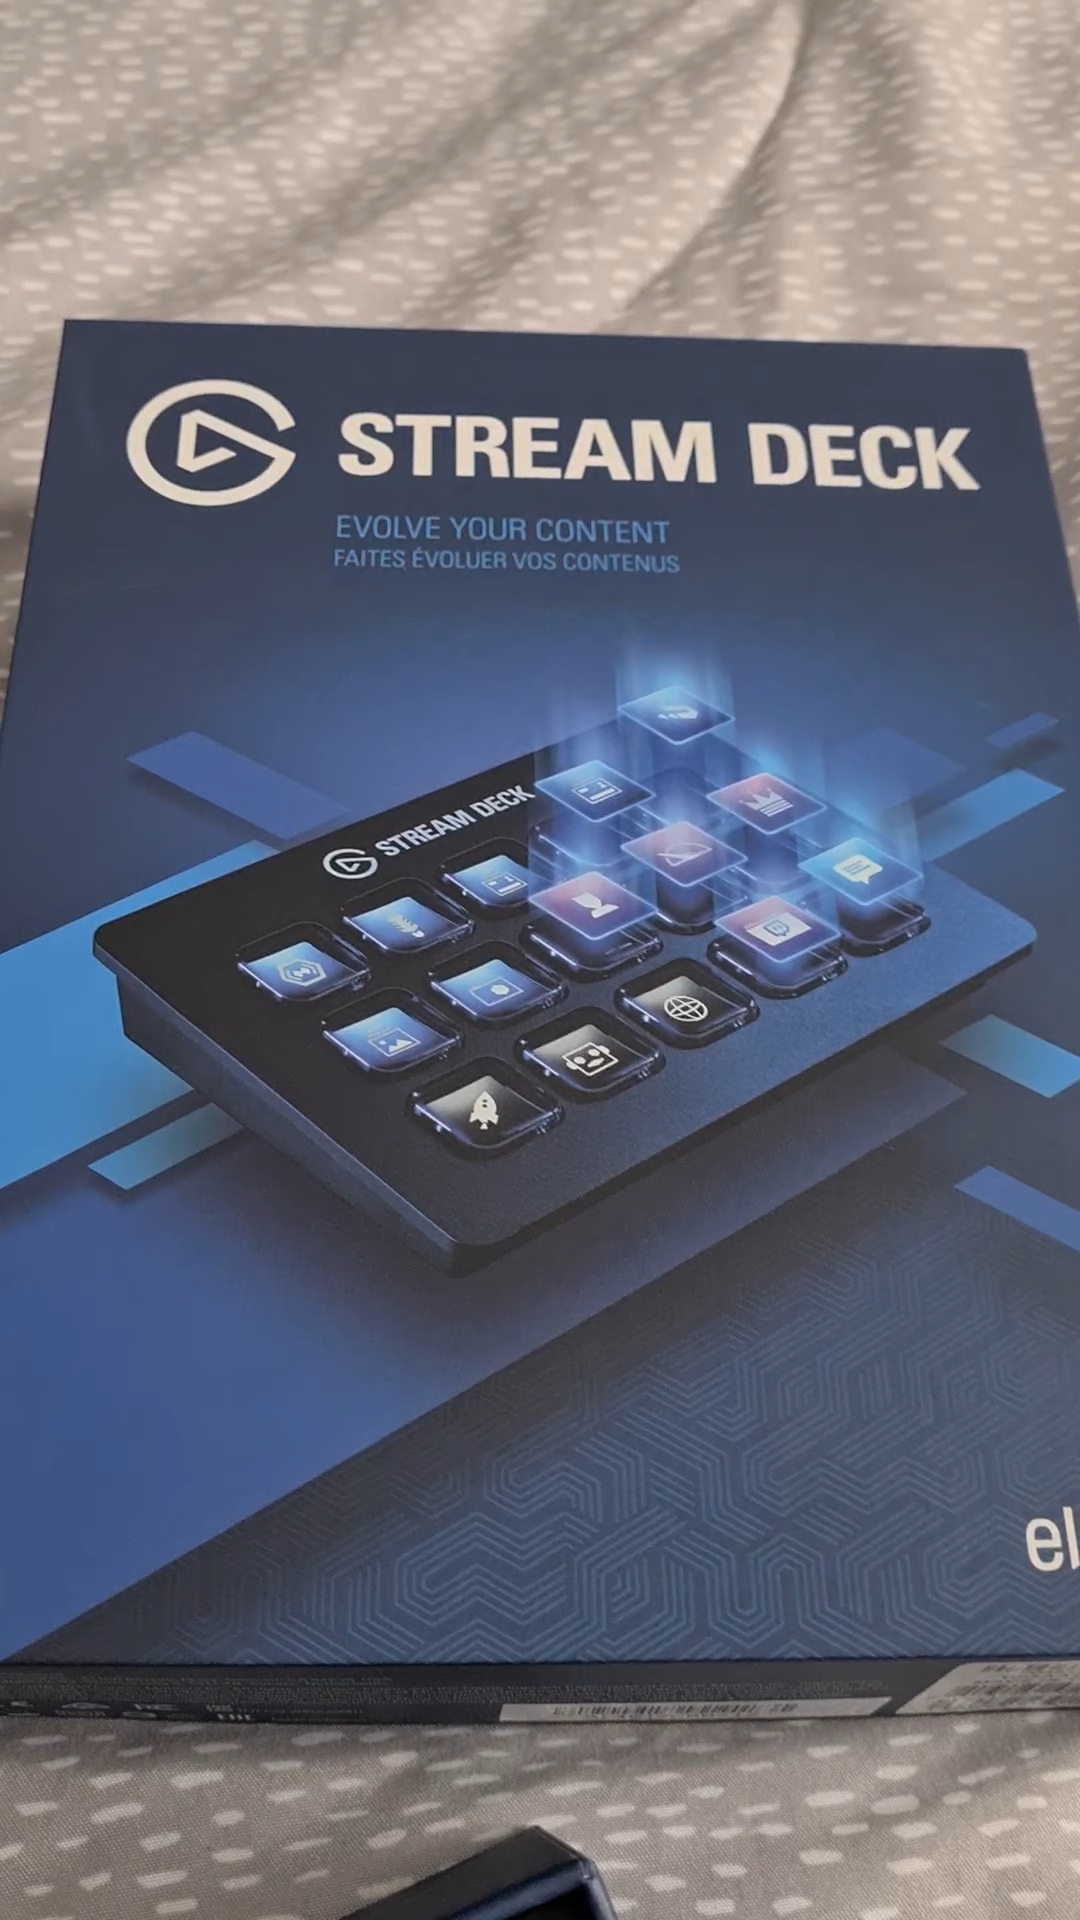 STREAM DECK
EVOLVE YOUR CONTENT
FAITES ÉVOLUER VOS CONTENUS
STREAM DECK
el